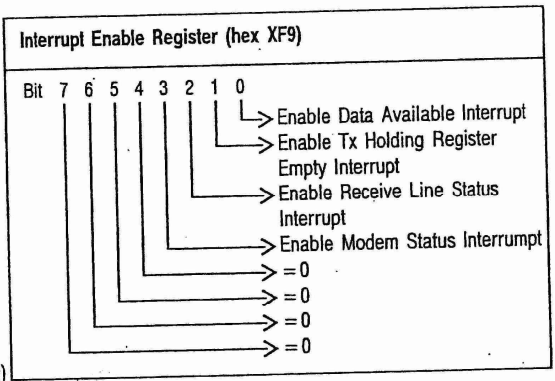 Interrupt Enable Register (hex XF9)
Bit 7 6 5 4 3 2 1 0
Enable Data Available Interrupt
Enable Tx Holding Register
Empty Interrupt
Enable Receive Line Status
Interrupt
Enable Modem Status Interrumpt
= 0
= 0
= 0
= 0
)